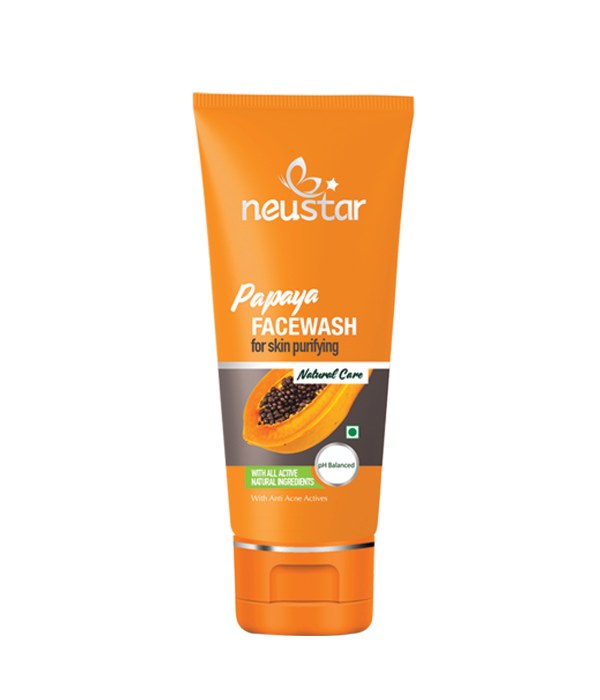 neustar
Papaya
FACEWASH
for skin purifying
Natural Care
pH Balanced
WITH ALL ACTIVE
NATURAL INGREDIENTS
With Anti Acne Actives